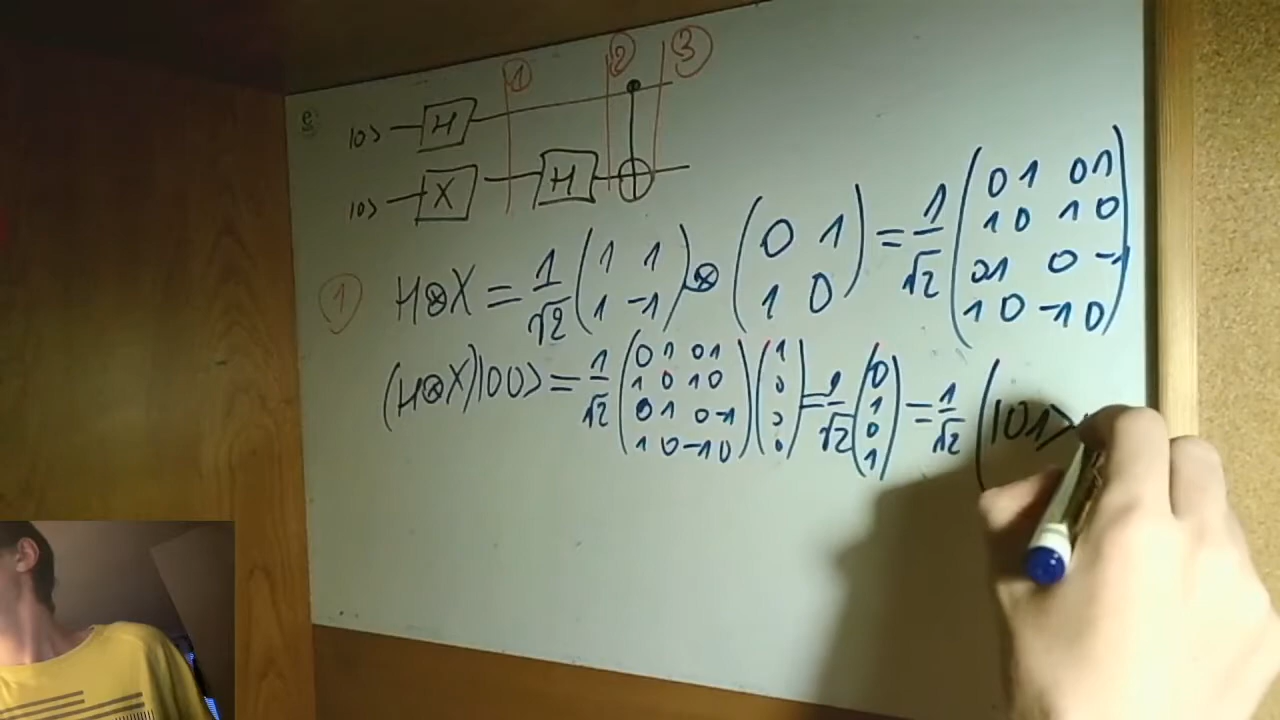 e
1 2 3
|0> H
|0> X H
1 H⊗X = 1/√2 (1 1 1 -1) ⊗ (0 1 1 0) = 1/√2 (0 1 0 1 1 0 1 0 0 1 0 -1 1 0 -1 0)
(H⊗X)|00> = 1/√2 (0 1 0 1 1 0 1 0 0 1 0 -1 1 0 -1 0) (1 0 0 0) = 1/√2 (0 1 0 1) = 1/√2 (|01>